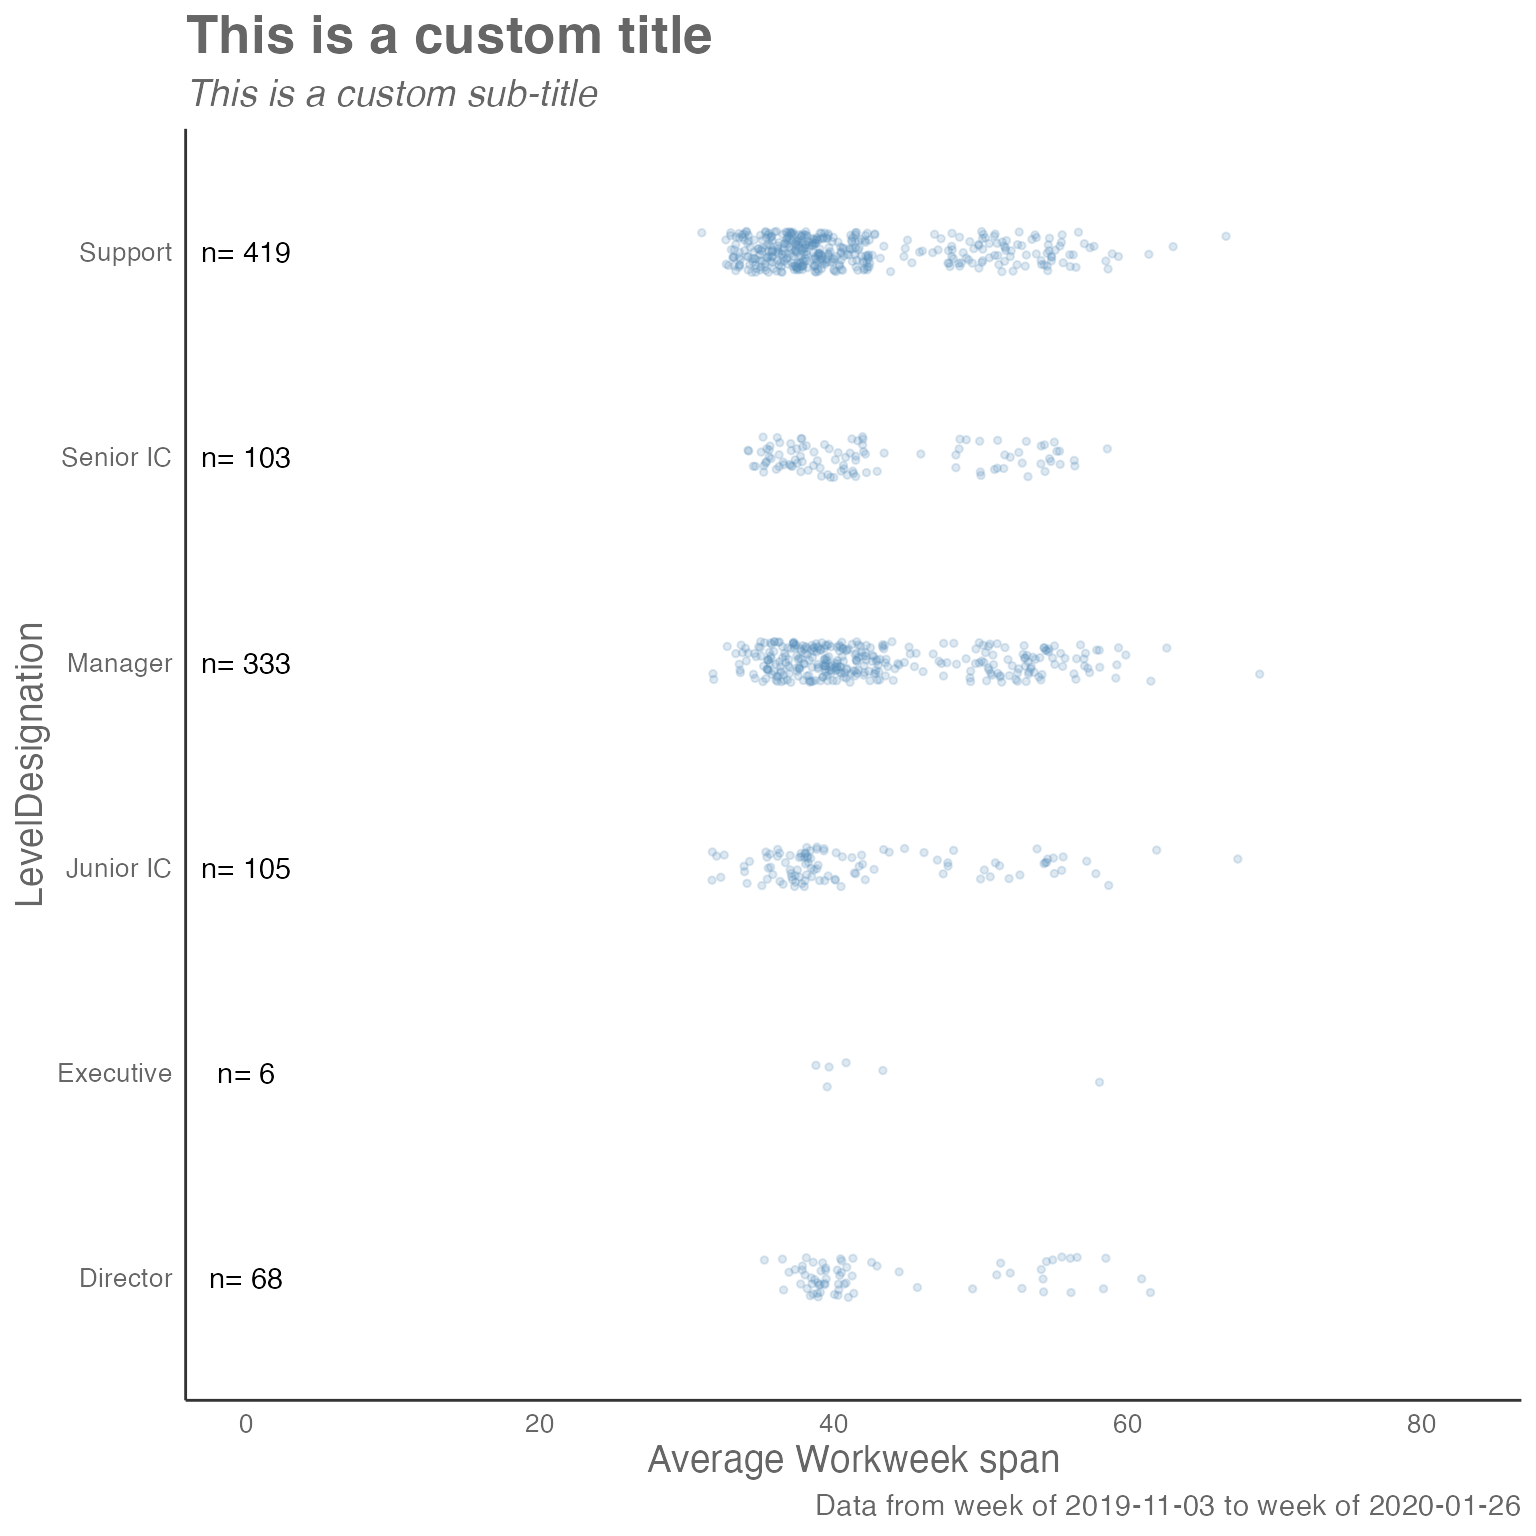 This is a custom title
This is a custom sub-title
LevelDesignation
Support n= 419
Senior IC n= 103
Manager n= 333
Junior IC n= 105
Executive n= 6
Director n= 68
0 20 40 60 80
Average Workweek span
Data from week of 2019-11-03 to week of 2020-01-26